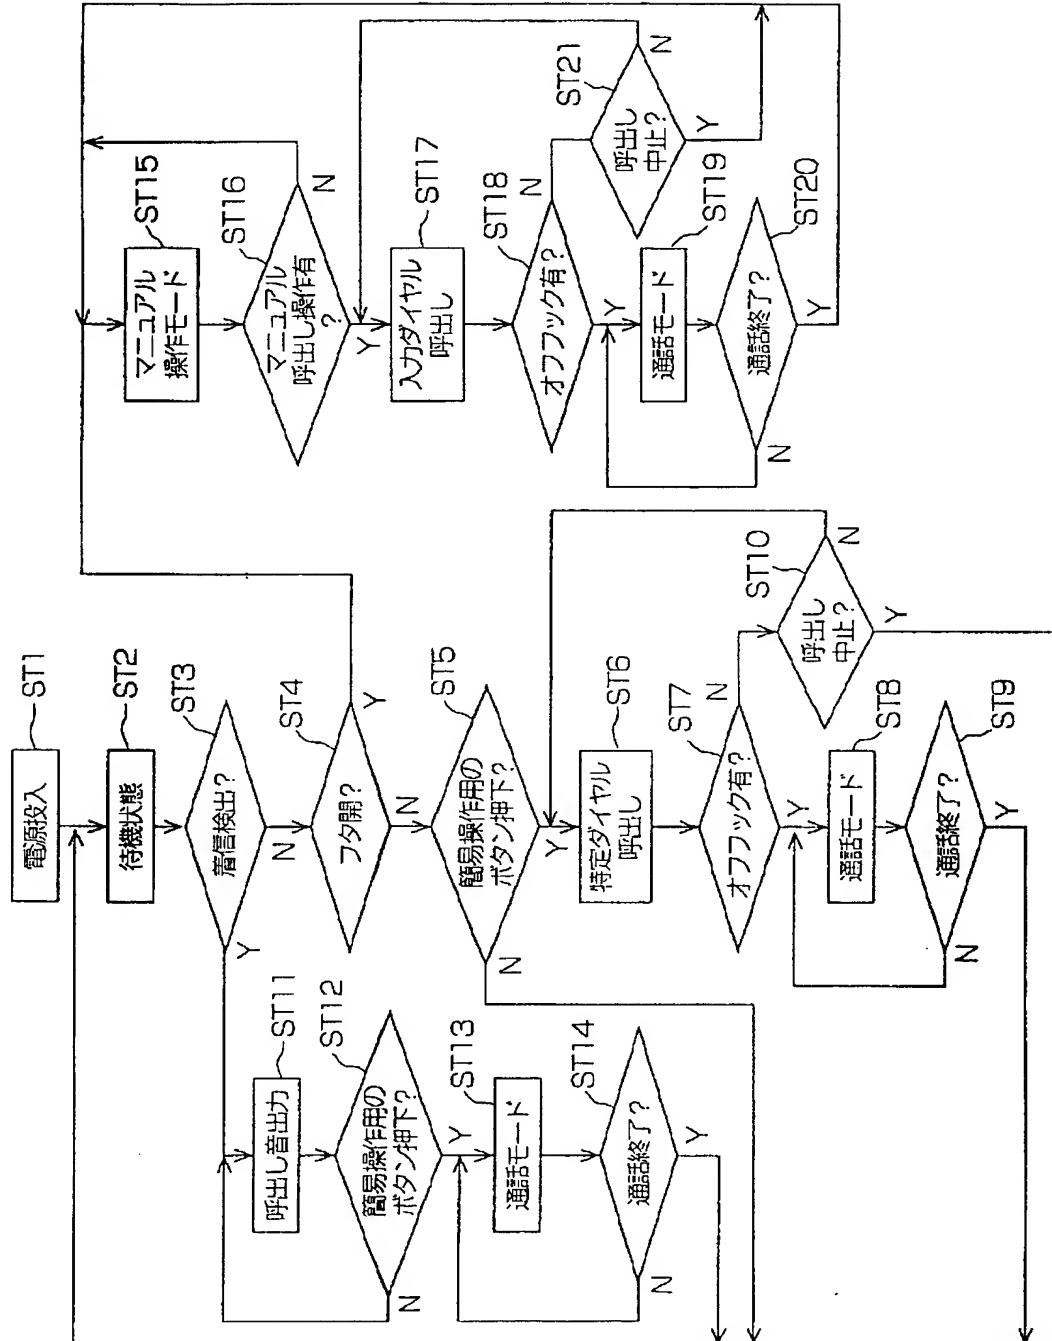 電源投入
ST1
待機状態
ST2
着信検出?
ST3
Y
N
フタ開?
ST4
Y
N
簡易操作用の
ボタン押下?
ST5
N
Y
特定ダイヤル
呼出し
ST6
オフフック有?
ST7
N
Y
通話モード
ST8
通話終了?
ST9
N
Y
呼出し
中止?
ST10
N
Y
呼出し音出力
ST11
簡易操作用の
ボタン押下?
ST12
N
Y
通話モード
ST13
通話終了?
ST14
N
Y
マニュアル
操作モード
ST15
マニュアル
呼出し操作有
?
ST16
N
Y
入力ダイヤル
呼出し
ST17
オフフック有?
ST18
N
Y
通話モード
ST19
通話終了?
ST20
N
Y
呼出し
中止?
ST21
N
Y